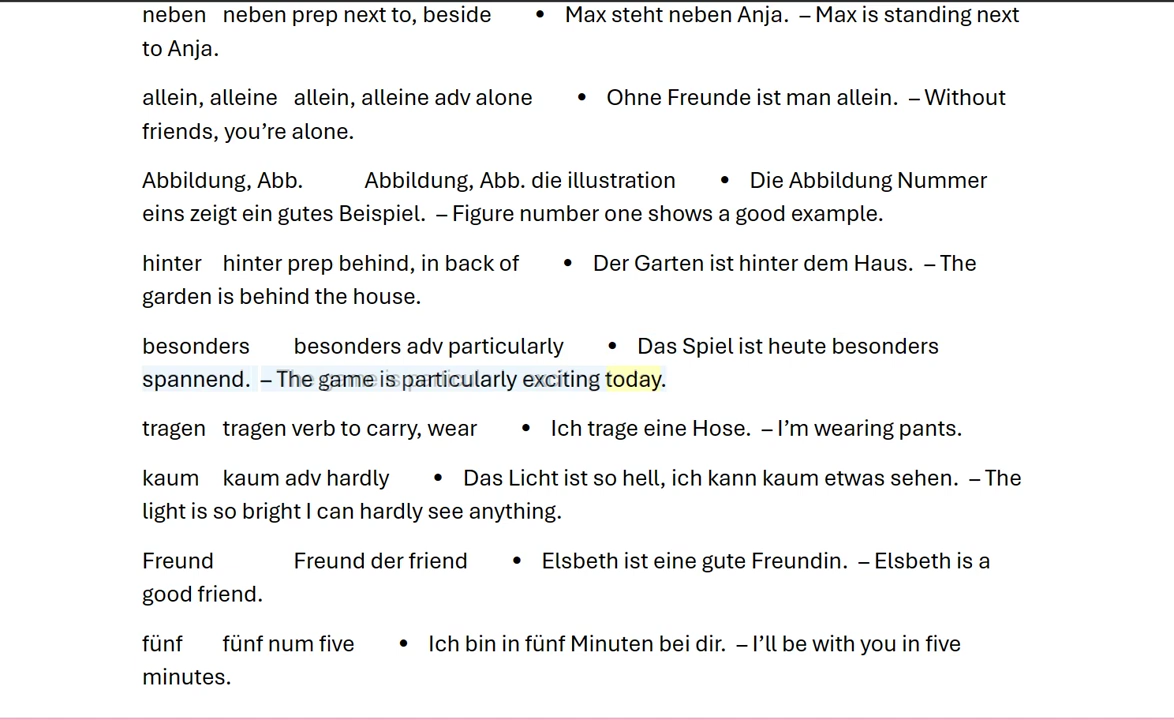 neben neben prep next to, beside • Max steht neben Anja. – Max is standing next
to Anja.
allein, alleine allein, alleine adv alone • Ohne Freunde ist man allein. – Without
friends, you’re alone.
Abbildung, Abb. Abbildung, Abb. die illustration • Die Abbildung Nummer
eins zeigt ein gutes Beispiel. – Figure number one shows a good example.
hinter hinter prep behind, in back of • Der Garten ist hinter dem Haus. – The
garden is behind the house.
besonders besonders adv particularly • Das Spiel ist heute besonders
spannend. – The game is particularly exciting today.
tragen tragen verb to carry, wear • Ich trage eine Hose. – I’m wearing pants.
kaum kaum adv hardly • Das Licht ist so hell, ich kann kaum etwas sehen. – The
light is so bright I can hardly see anything.
Freund Freund der friend • Elsbeth ist eine gute Freundin. – Elsbeth is a
good friend.
fünf fünf num five • Ich bin in fünf Minuten bei dir. – I’ll be with you in five
minutes.